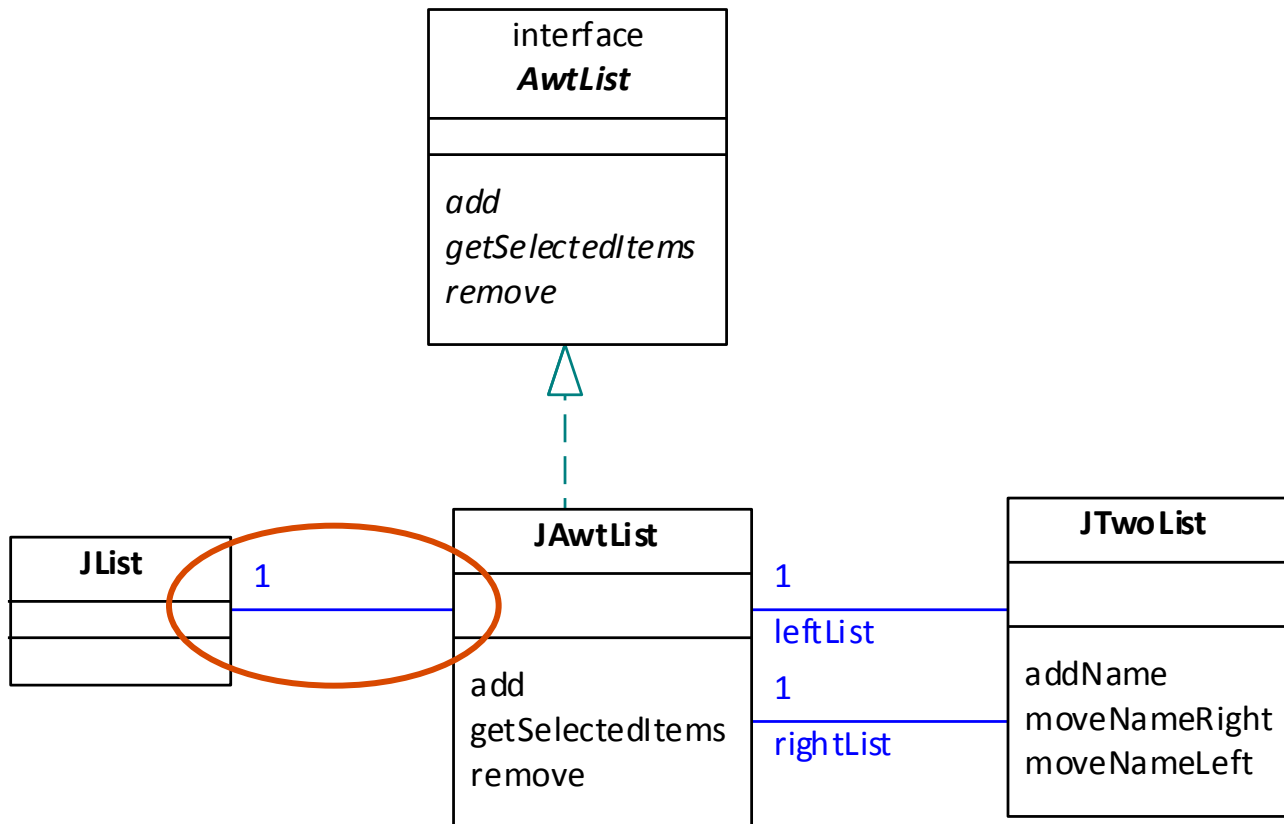 interface
AwtList
add
getSelectedItems
remove
JList
1
JAwtList
add
getSelectedItems
remove
1
leftList
1
rightList
JTwoList
addName
moveNameRight
moveNameLeft